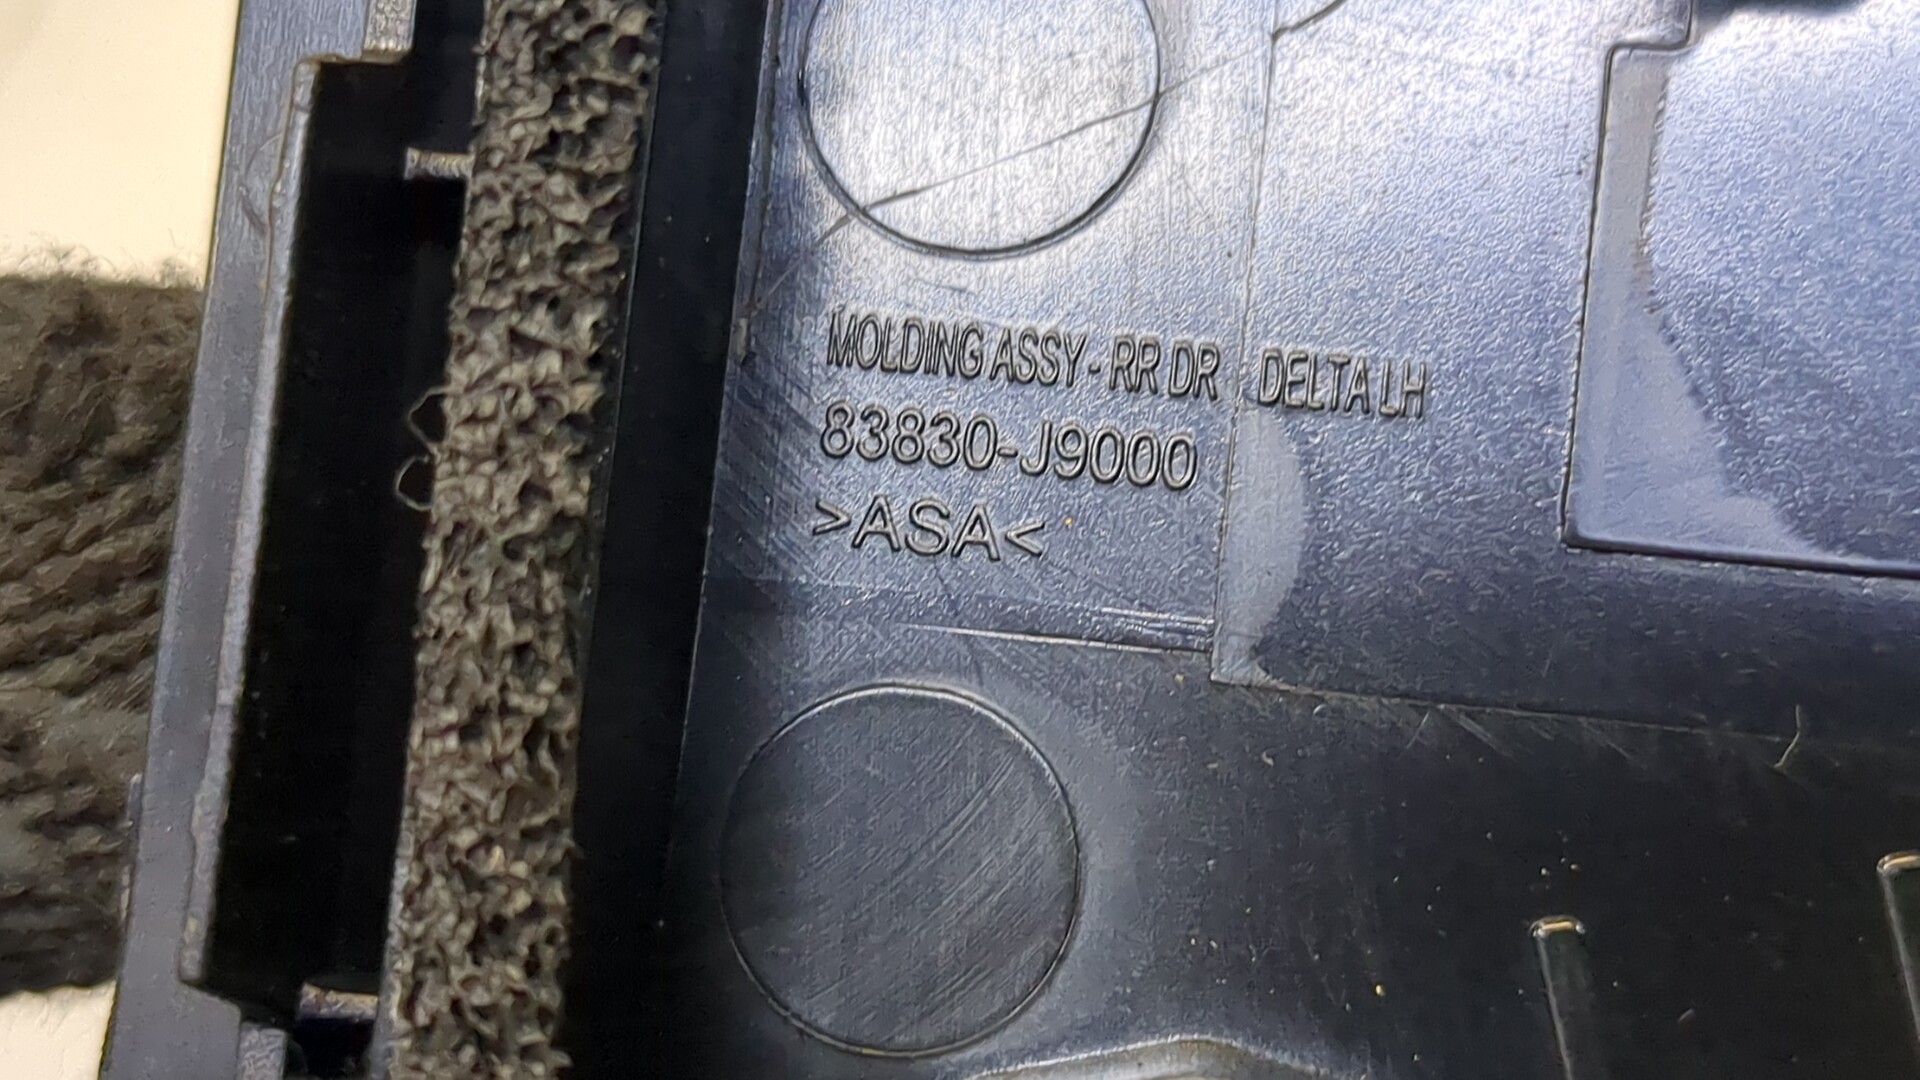 MOLDING ASSY - RR DR DELTA LH
83830-J9000
>ASA<